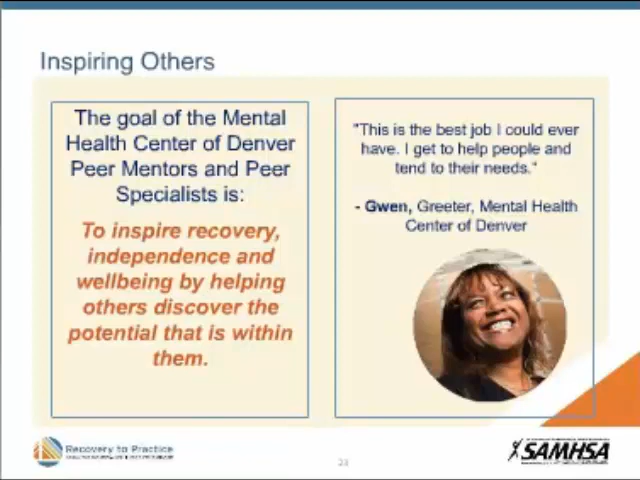 Inspiring Others
The goal of the Mental
Health Center of Denver
Peer Mentors and Peer
Specialists is:
To inspire recovery,
independence and
wellbeing by helping
others discover the
potential that is within
them.
"This is the best job I could ever
have. I get to help people and
tend to their needs."
- Gwen, Greeter, Mental Health
Center of Denver
Recovery to Practice
23
SAMHSA